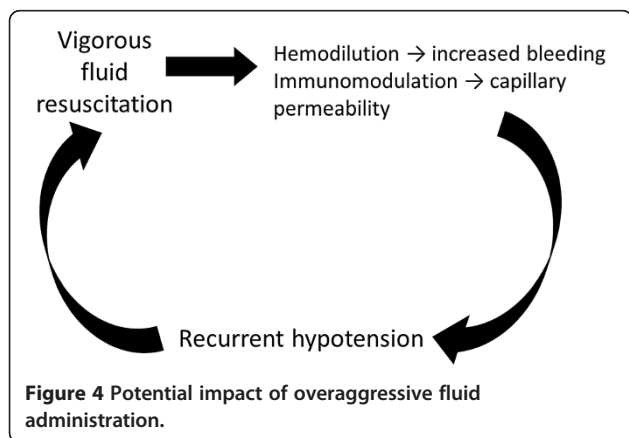 Vigorous
fluid
resuscitation
Hemodilution → increased bleeding
Immunomodulation → capillary
permeability
Recurrent hypotension
Figure 4 Potential impact of overaggressive fluid
administration.